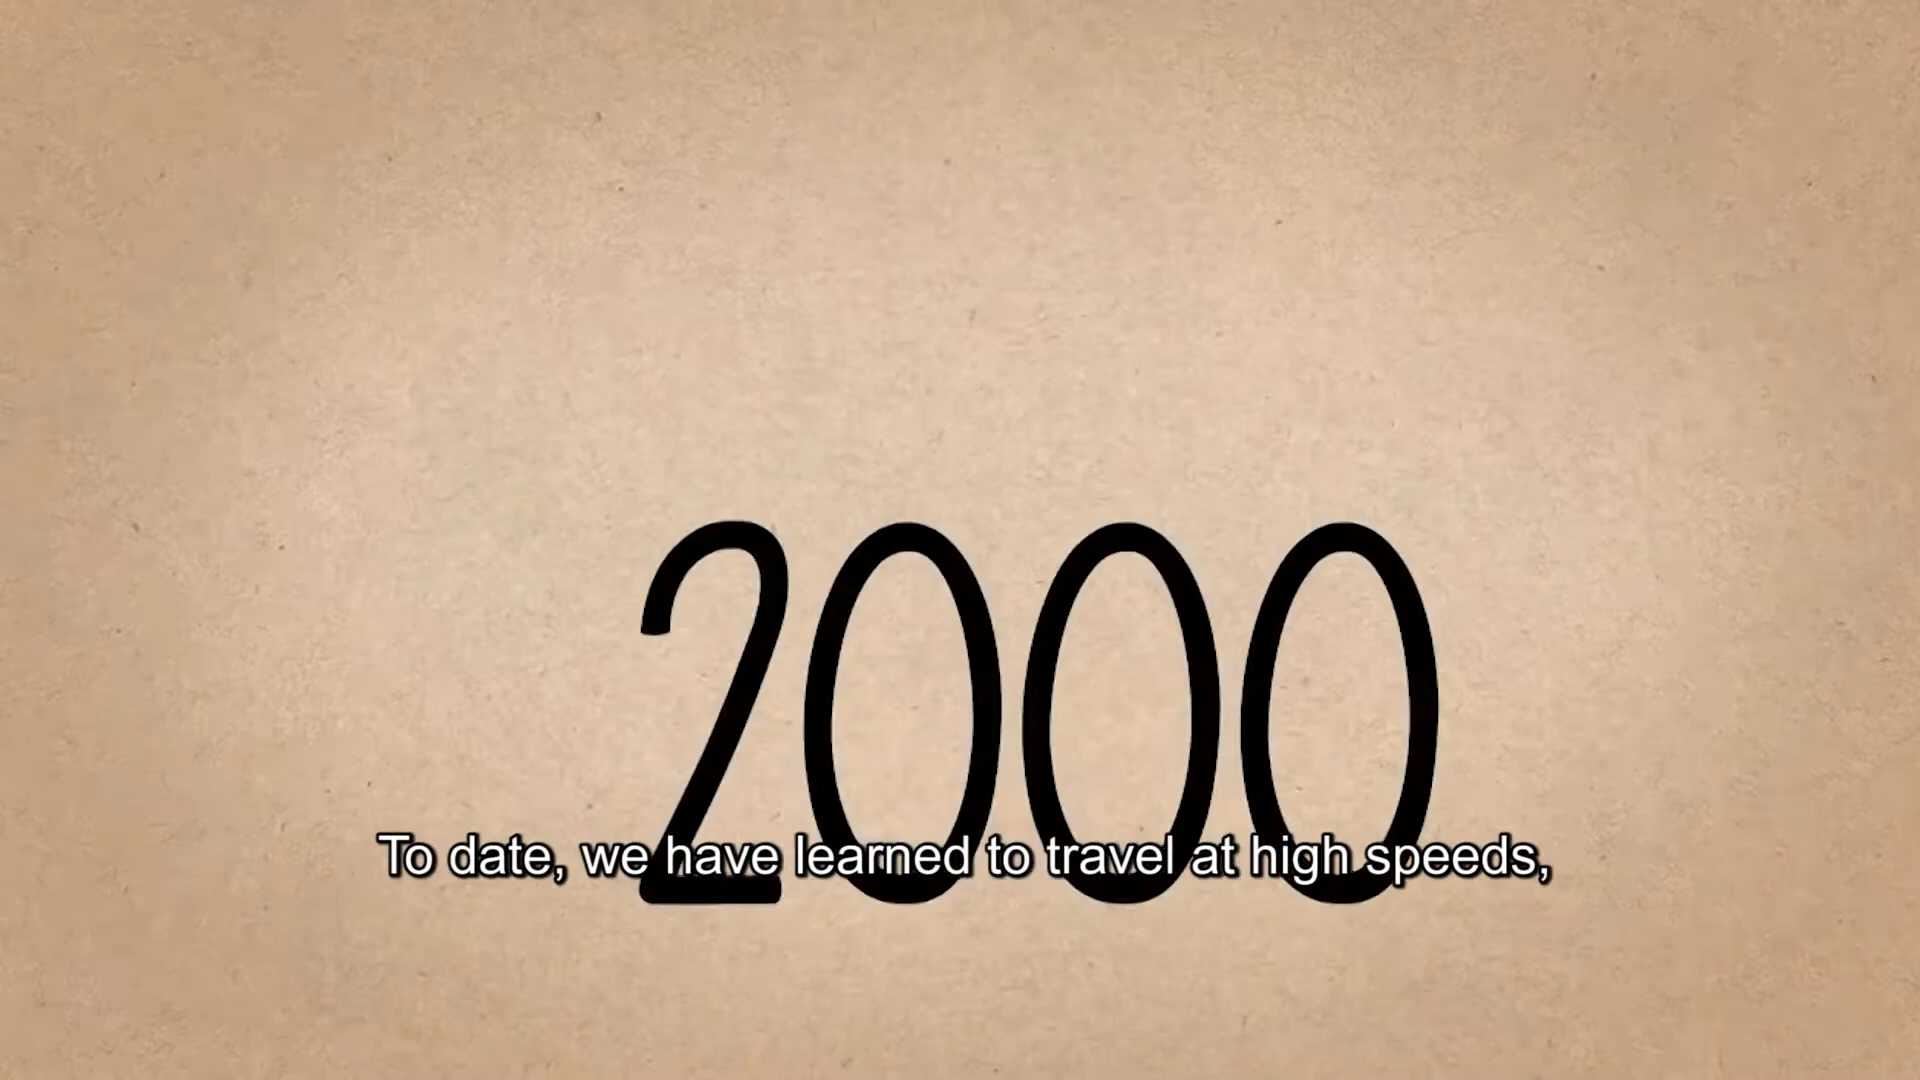 2000
To date, we have learned to travel at high speeds,